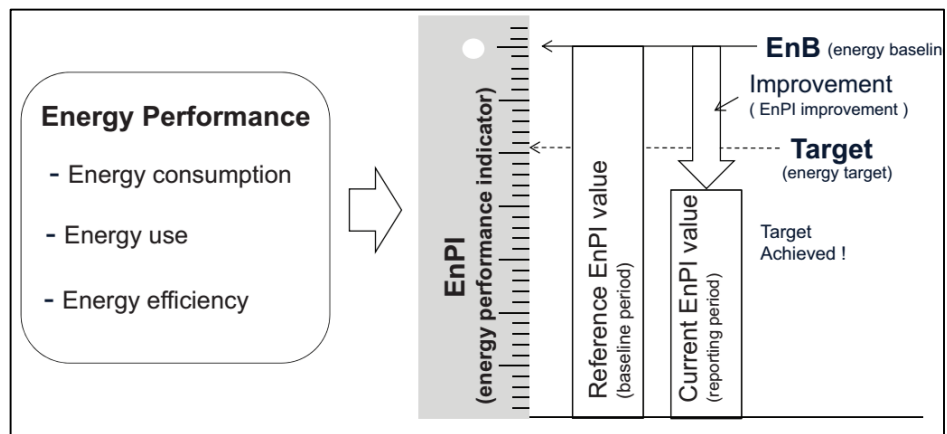 Energy Performance
- Energy consumption
- Energy use
- Energy efficiency
EnPI
(energy performance indicator)
Reference EnPI value
(baseline period)
Current EnPI value
(reporting period)
EnB (energy baselin
Improvement
( EnPI improvement )
Target
(energy target)
Target
Achieved !